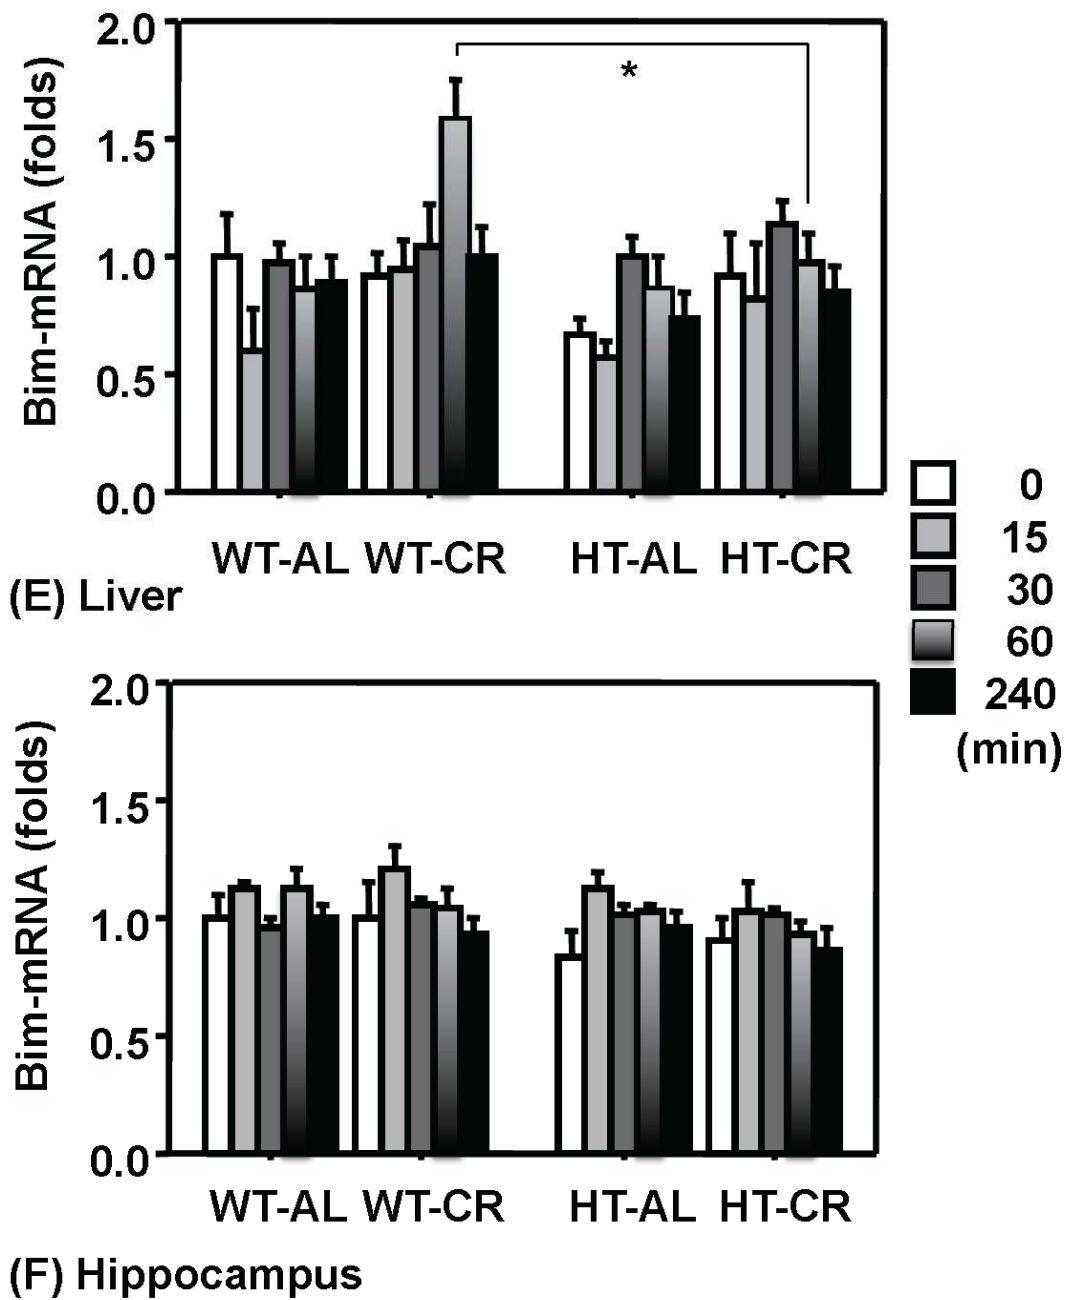 Bim-mRNA (folds)
2.0
1.5
1.0
0.5
0.0
*
WT-AL WT-CR HT-AL HT-CR
(E) Liver
0
15
30
60
240
(min)
Bim-mRNA (folds)
2.0
1.5
1.0
0.5
0.0
WT-AL WT-CR HT-AL HT-CR
(F) Hippocampus